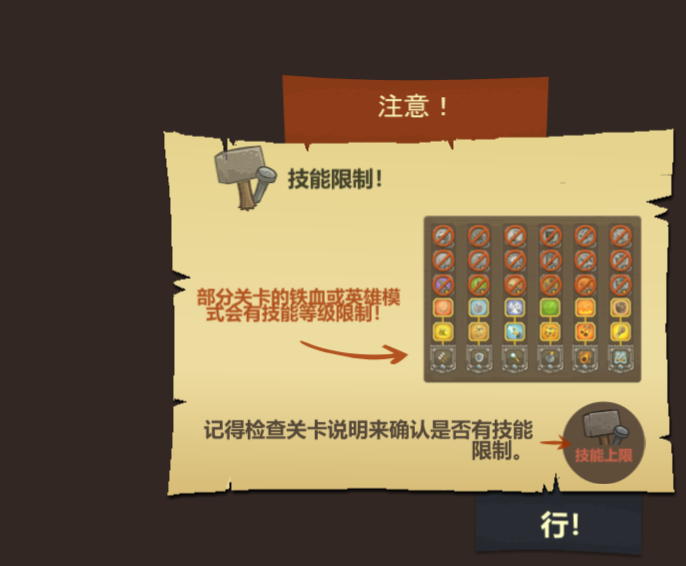 注意！
技能限制！
部分关卡的铁血或英雄模
式会有技能等级限制！
记得检查关卡说明来确认是否有技能
限制。
技能上限
行！